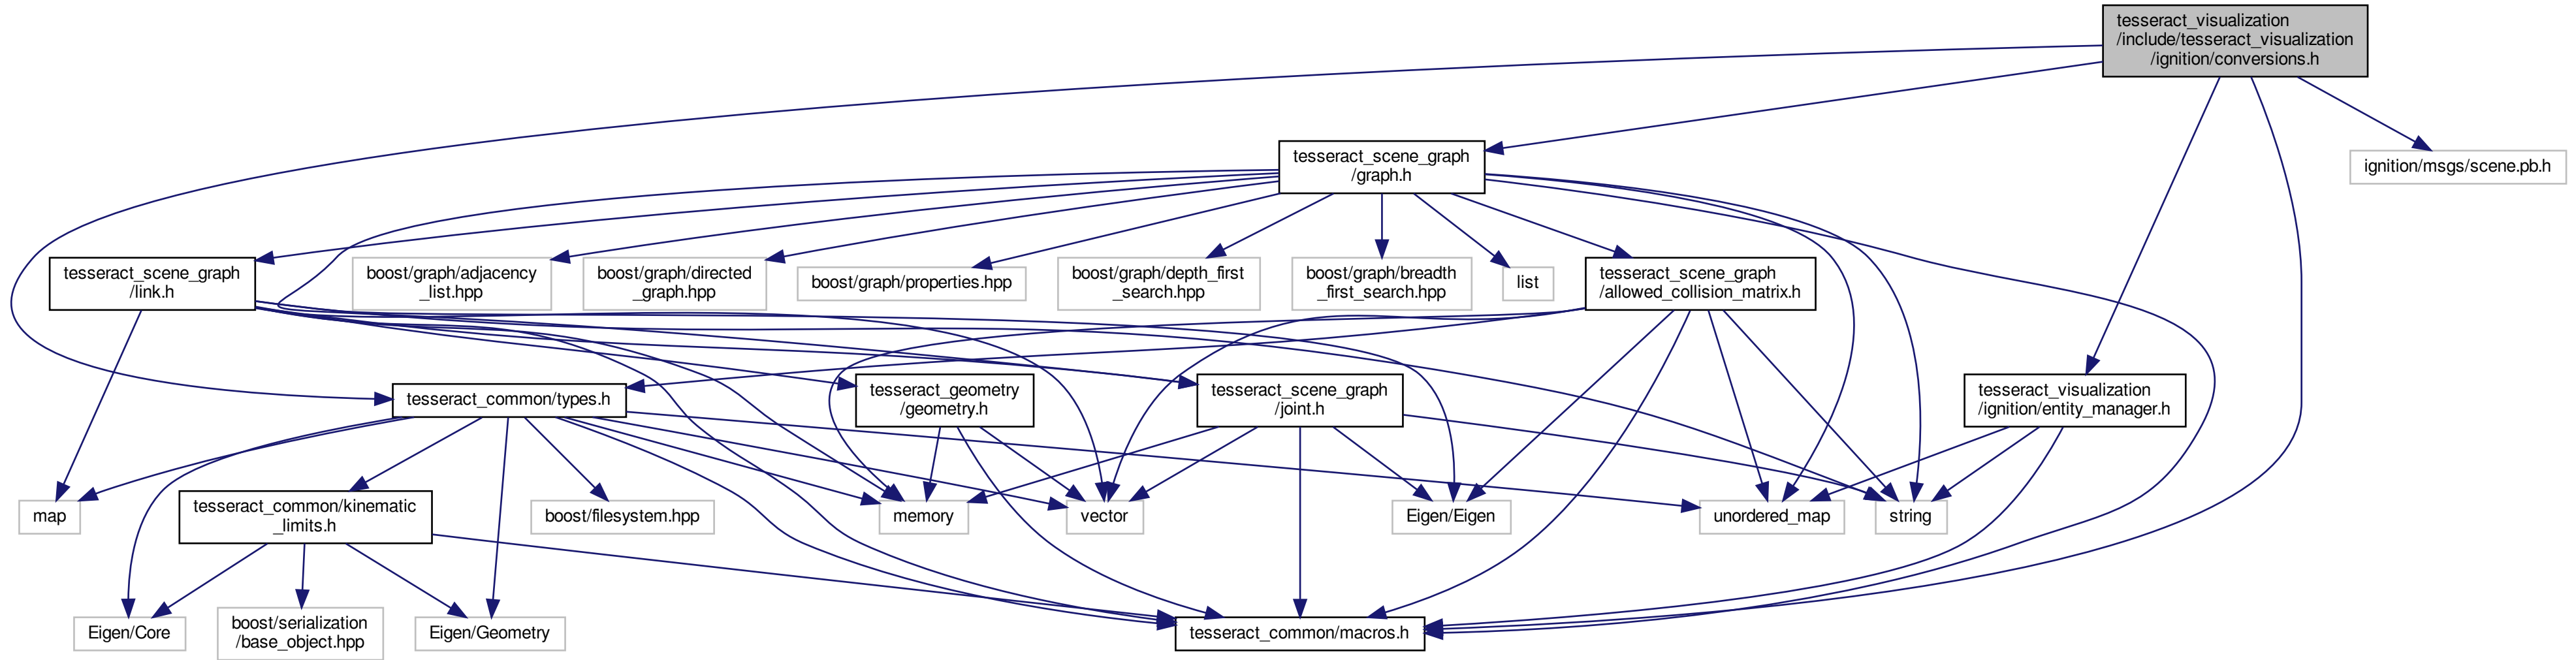 tesseract_visualization
/include/tesseract_visualization
/ignition/conversions.h
tesseract_scene_graph
/graph.h
ignition/msgs/scene.pb.h
tesseract_scene_graph
/link.h
boost/graph/adjacency
_list.hpp
boost/graph/directed
_graph.hpp
boost/graph/properties.hpp
boost/graph/depth_first
_search.hpp
boost/graph/breadth
_first_search.hpp
list
tesseract_scene_graph
/allowed_collision_matrix.h
tesseract_common/types.h
tesseract_geometry
/geometry.h
tesseract_scene_graph
/joint.h
tesseract_visualization
/ignition/entity_manager.h
map
tesseract_common/kinematic
_limits.h
boost/filesystem.hpp
memory
vector
Eigen/Eigen
unordered_map
string
Eigen/Core
boost/serialization
/base_object.hpp
Eigen/Geometry
tesseract_common/macros.h